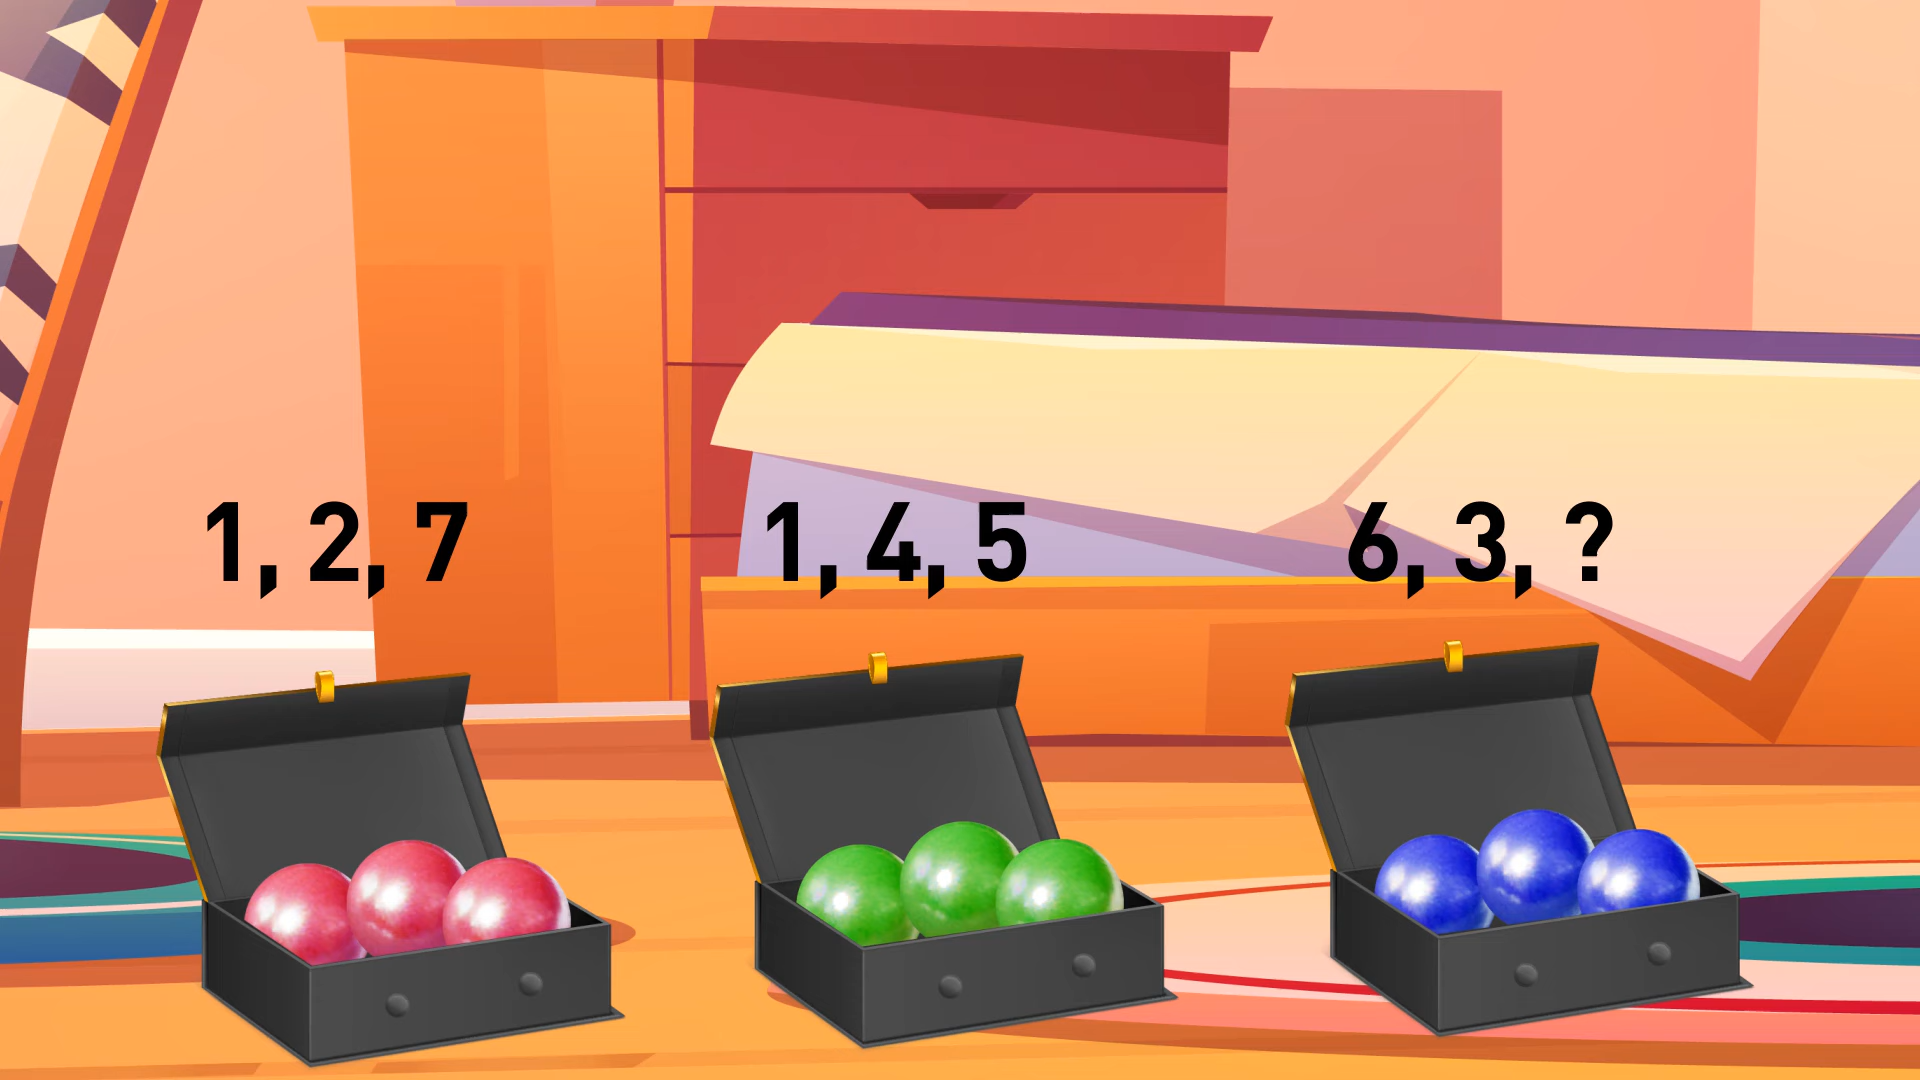 1, 2, 7
1, 4, 5
6, 3, ?